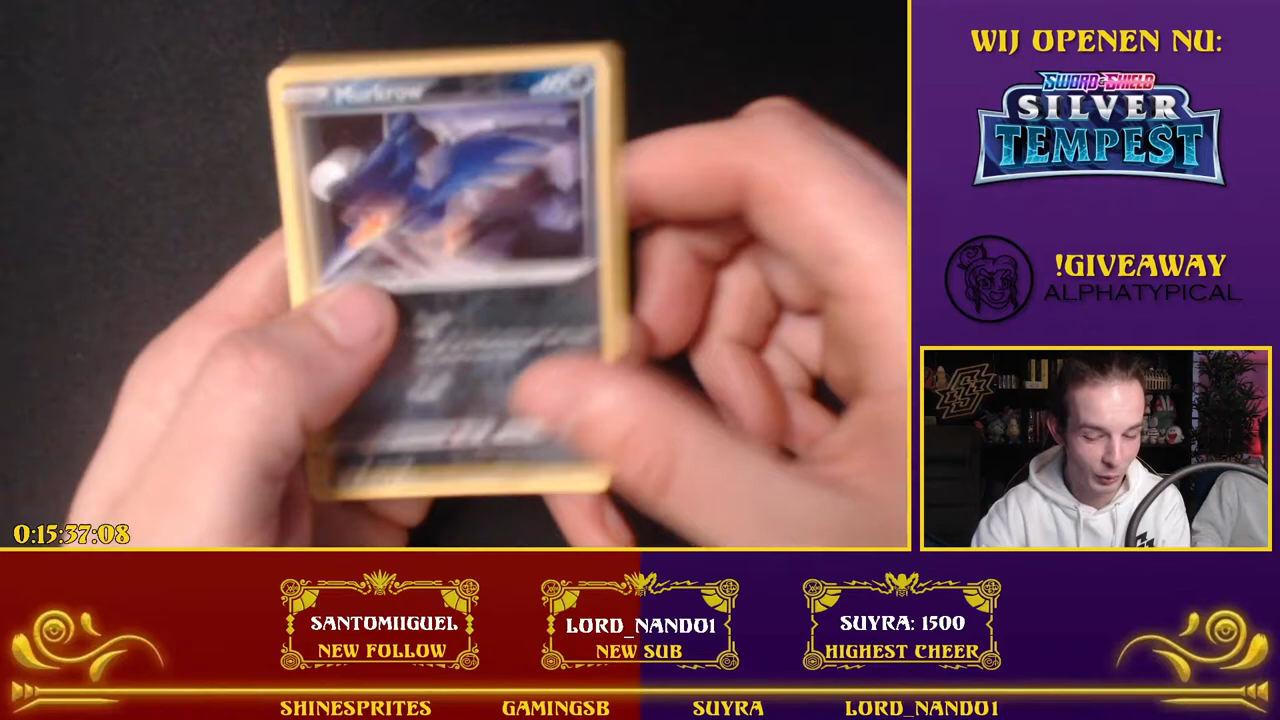 Murkrow
WIJ OPENEN NU:
SWORD & SHIELD
SILVER
TEMPEST
!GIVEAWAY
ALPHATYPICAL
0:15:37:08
SANTOMIIGUEL
NEW FOLLOW
LORD_NANDO1
NEW SUB
SUYRA: 1500
HIGHEST CHEER
SHINESPRITES
GAMINGSB
SUYRA
LORD_NANDO1